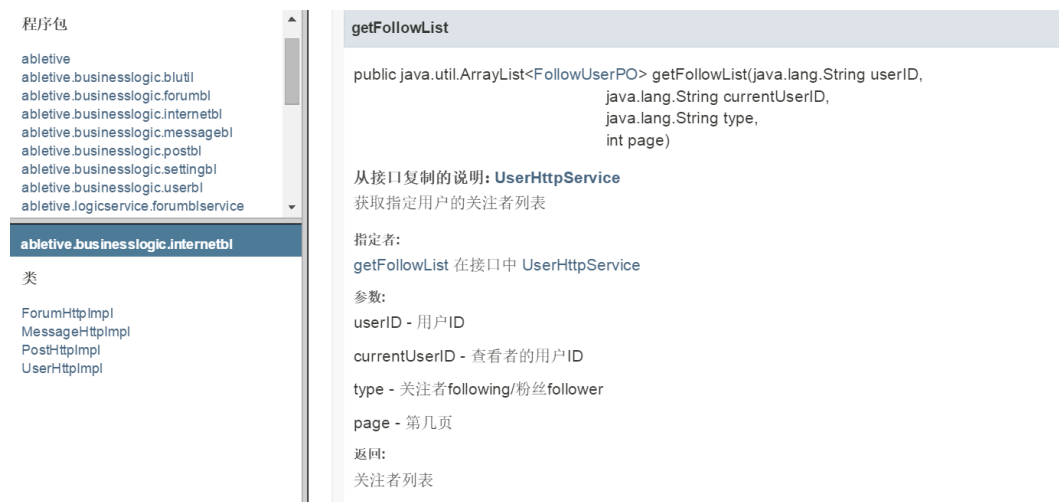 程序包
abletive
abletive.businesslogic.blutil
abletive.businesslogic.forumbl
abletive.businesslogic.internetbl
abletive.businesslogic.messagebl
abletive.businesslogic.postbl
abletive.businesslogic.settingbl
abletive.businesslogic.userbl
abletive.logicservice.forumblservice
abletive.businesslogic.internetbl
类
ForumHttpImpl
MessageHttpImpl
PostHttpImpl
UserHttpImpl
getFollowList
public java.util.ArrayList<FollowUserPO> getFollowList(java.lang.String userID,
java.lang.String currentUserID,
java.lang.String type,
int page)
从接口复制的说明: UserHttpService
获取指定用户的关注者列表
指定者:
getFollowList 在接口中 UserHttpService
参数:
userID - 用户ID
currentUserID - 查看者的用户ID
type - 关注者following/粉丝follower
page - 第几页
返回:
关注者列表